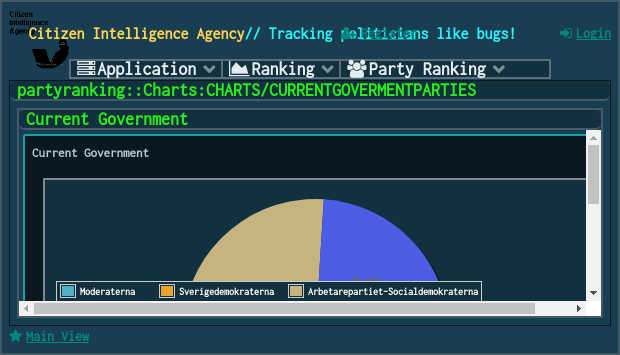 Citizen
Intelligence
Agency
Citizen Intelligence Agency// Tracking politicians like bugs!
Register
Login
Application
Ranking
Party Ranking
partyranking::Charts:CHARTS/CURRENTGOVERMENTPARTIES
Current Government
Current Government
Moderaterna
Sverigedemokraterna
Arbetarepartiet-Socialdemokraterna
Main View